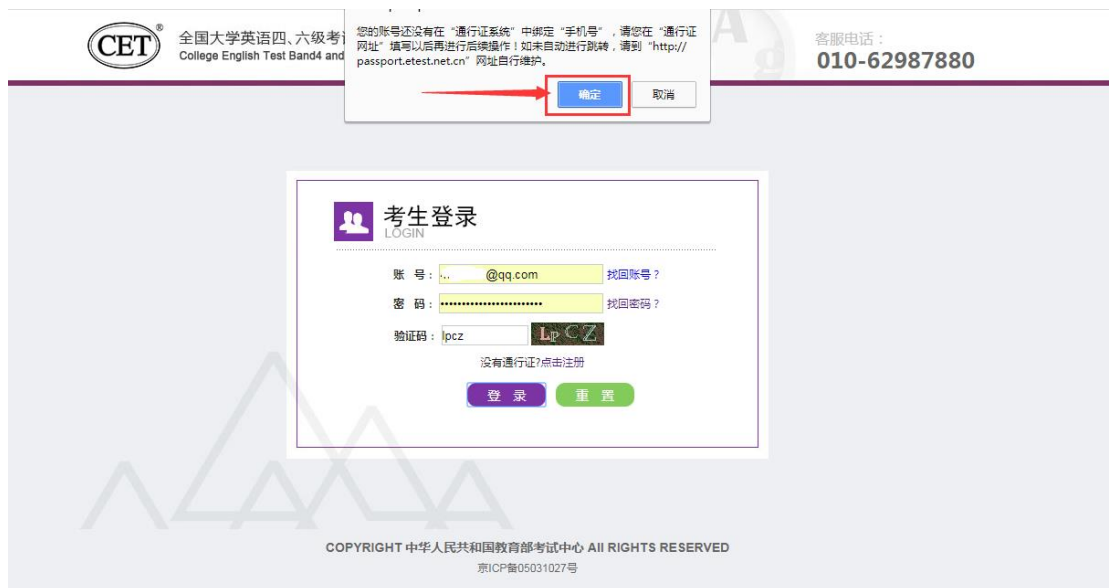 CET®
全国大学英语四、六级考
College English Test Band4 and
您的账号还没有在“通行证系统”中绑定“手机号”，请您在“通行证
网址”填写以后再进行后续操作！如未自动进行跳转，请到“http://
passport.etest.net.cn”网址自行维护。
确定 取消
客服电话：
010-62987880
考生登录
LOGIN
账 号： @qq.com 找回账号？
密 码： •••••••••••••••••••••••• 找回密码？
验证码： lpcz LPCZ
没有通行证?点击注册
登 录 重 置
COPYRIGHT 中华人民共和国教育部考试中心 All RIGHTS RESERVED
京ICP备05031027号